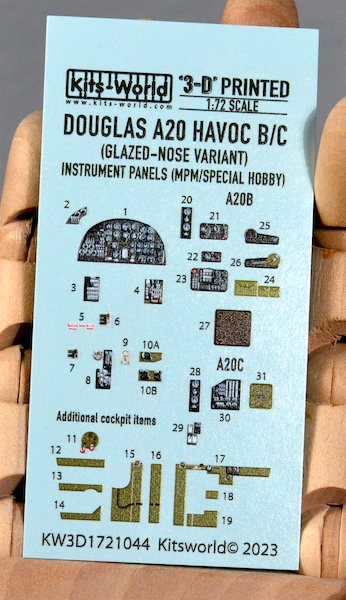 Kits-World "3-D" PRINTED
www.kits-world.com 1:72 SCALE
DOUGLAS A20 HAVOC B/C
(GLAZED-NOSE VARIANT)
INSTRUMENT PANELS (MPM/SPECIAL HOBBY)
A20B
2 1 20 21 25
22 26
3 4 23 24
5 6 27
7 8 9 10A
10B
A20C
28 30 31
29
Additional cockpit items
11
12 15 16 17
13
14 18
19
KW3D1721044 Kitsworld© 2023